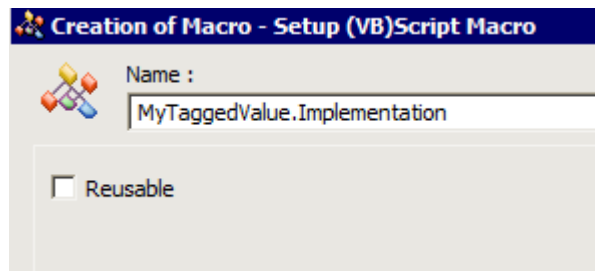 Creation of Macro - Setup (VB)Script Macro
Name :
MyTaggedValue.Implementation
Reusable